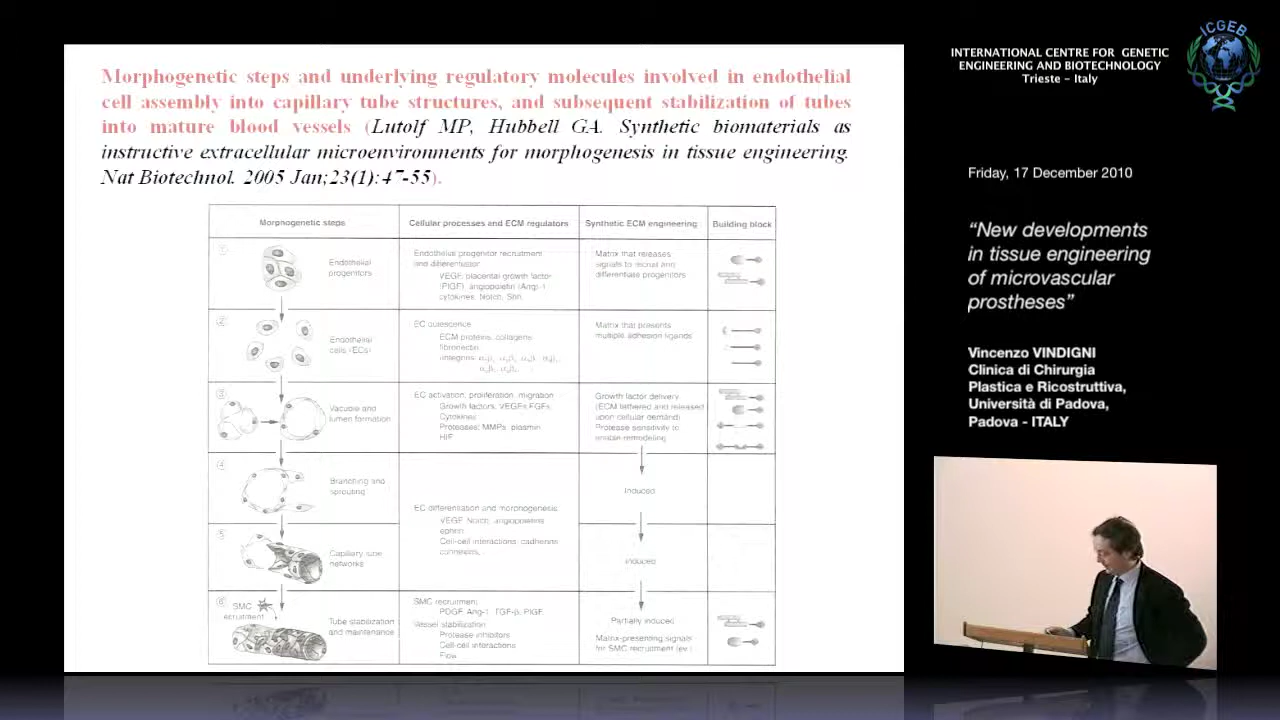 Morphogenetic steps and underlying regulatory molecules involved in endothelial
cell assembly into capillary tube structures, and subsequent stabilization of tubes
into mature blood vessels (Lutolf MP, Hubbell GA. Synthetic biomaterials as
instructive extracellular microenvironments for morphogenesis in tissue engineering.
Nat Biotechnol. 2005 Jan;23(1):47-55).
Morphogenetic steps
Cellular processes and ECM regulators
Synthetic ECM engineering
Building block
1
Endothelial
progenitors
Endothelial progenitor recruitment
and differentiation
VEGF, placental growth factor
(PlGF), angiopoietin (Ang)-1
cytokines, Notch, Shh
Matrix that releases
signals to recruit and
differentiate progenitors
2
Endothelial
cells (ECs)
EC quiescence
ECM proteins, collagens
fibronectin
Integrins:
Matrix that presents
multiple adhesion ligands
3
Vacuole and
lumen formation
EC activation, proliferation, migration
Growth factors, VEGFs FGFs
Cytokines
Proteases: MMPs, plasmin
HIF
Growth factor delivery
(ECM tethered and released
upon cellular demand)
Protease sensitivity to
enable remodeling
4
Branching and
sprouting
Induced
EC differentiation and morphogenesis
VEGF, Notch, angiopoietins
ephrin
Cell-cell interactions, cadherins
connexins,
5
Capillary tube
networks
Induced
6
SMC
recruitment
Tube stabilization
and maintenance
SMC recruitment
PDGF, Ang-1, TGF-β, PlGF
Vessel stabilization
Protease inhibitors
Cell-cell interactions
Flow
Partially induced
Matrix-presenting signals
for SMC recruitment
ICGEB
INTERNATIONAL CENTRE FOR GENETIC
ENGINEERING AND BIOTECHNOLOGY
Trieste - Italy
Friday, 17 December 2010
“New developments
in tissue engineering
of microvascular
prostheses”
Vincenzo VINDIGNI
Clinica di Chirurgia
Plastica e Ricostruttiva,
Università di Padova,
Padova - ITALY